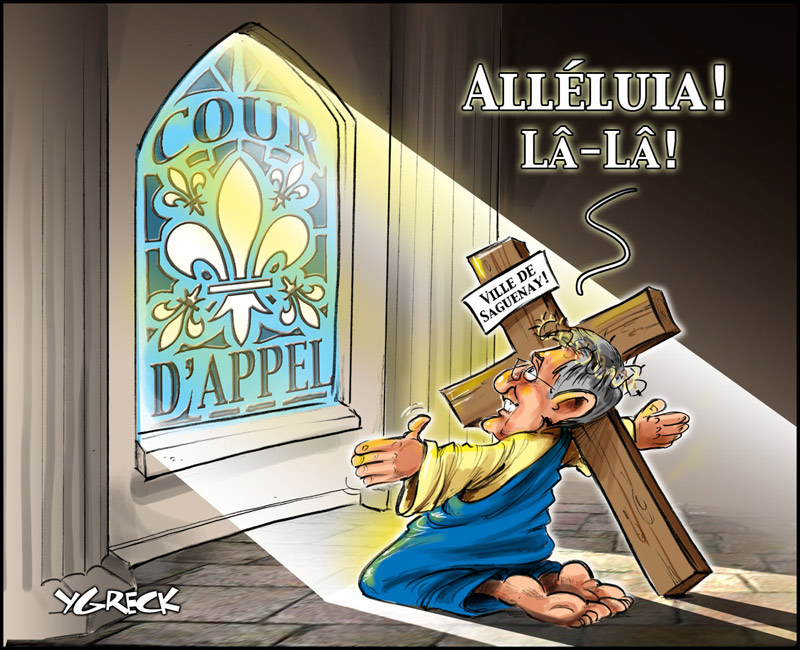 COUR
D'APPEL
ALLÉLUIA!
LÂ-LÂ!
VILLE DE
SAGUENAY!
YGRECK